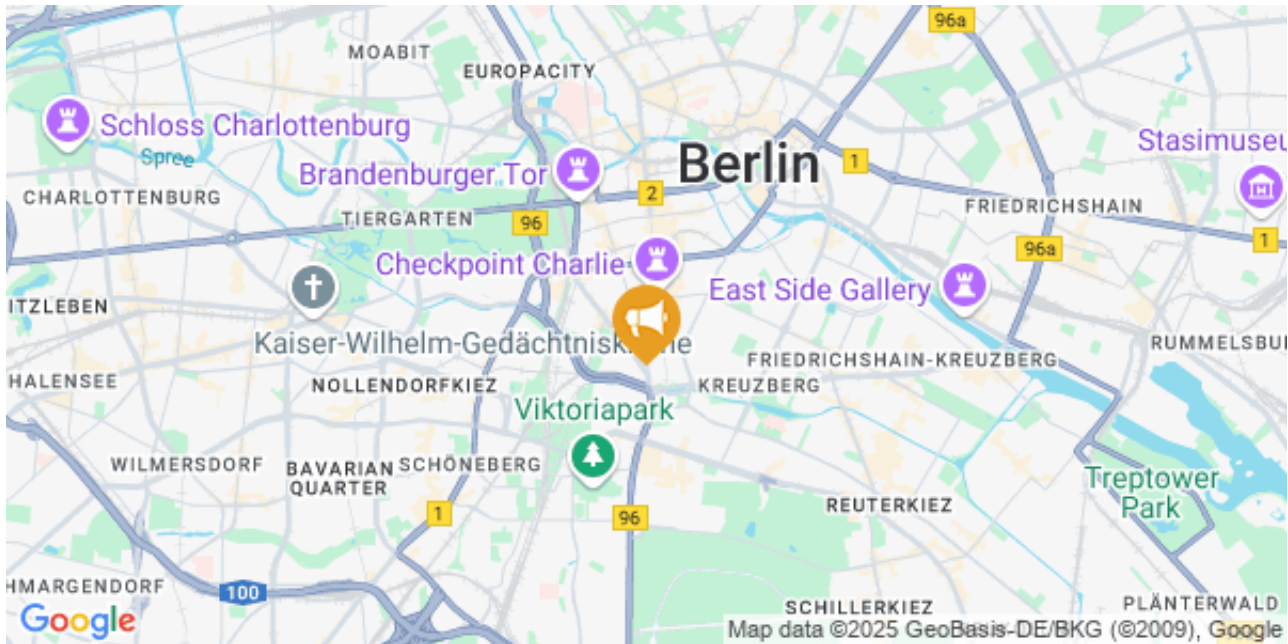 96a
MOABIT
EUROPACITY
Schloss Charlottenburg
Spree
Berlin
1
Stasimuseu
Brandenburger Tor
2
CHARLOTTENBURG
TIERGARTEN
96
FRIEDRICHSHAIN
96a
1
Checkpoint Charlie
East Side Gallery
ITZLEBEN
Kaiser-Wilhelm-Gedächtniskirche
RUMMELSBU
FRIEDRICHSHAIN-KREUZBERG
HALENSEE
NOLLENDORFKIEZ
KREUZBERG
Viktoriapark
WILMERSDORF
BAVARIAN
QUARTER
SCHÖNEBERG
Treptower
Park
1
96
REUTERKIEZ
HMARGENDORF
100
SCHILLERKIEZ
PLÄNTERWALD
Google
Map data ©2025 GeoBasis-DE/BKG (©2009), Google